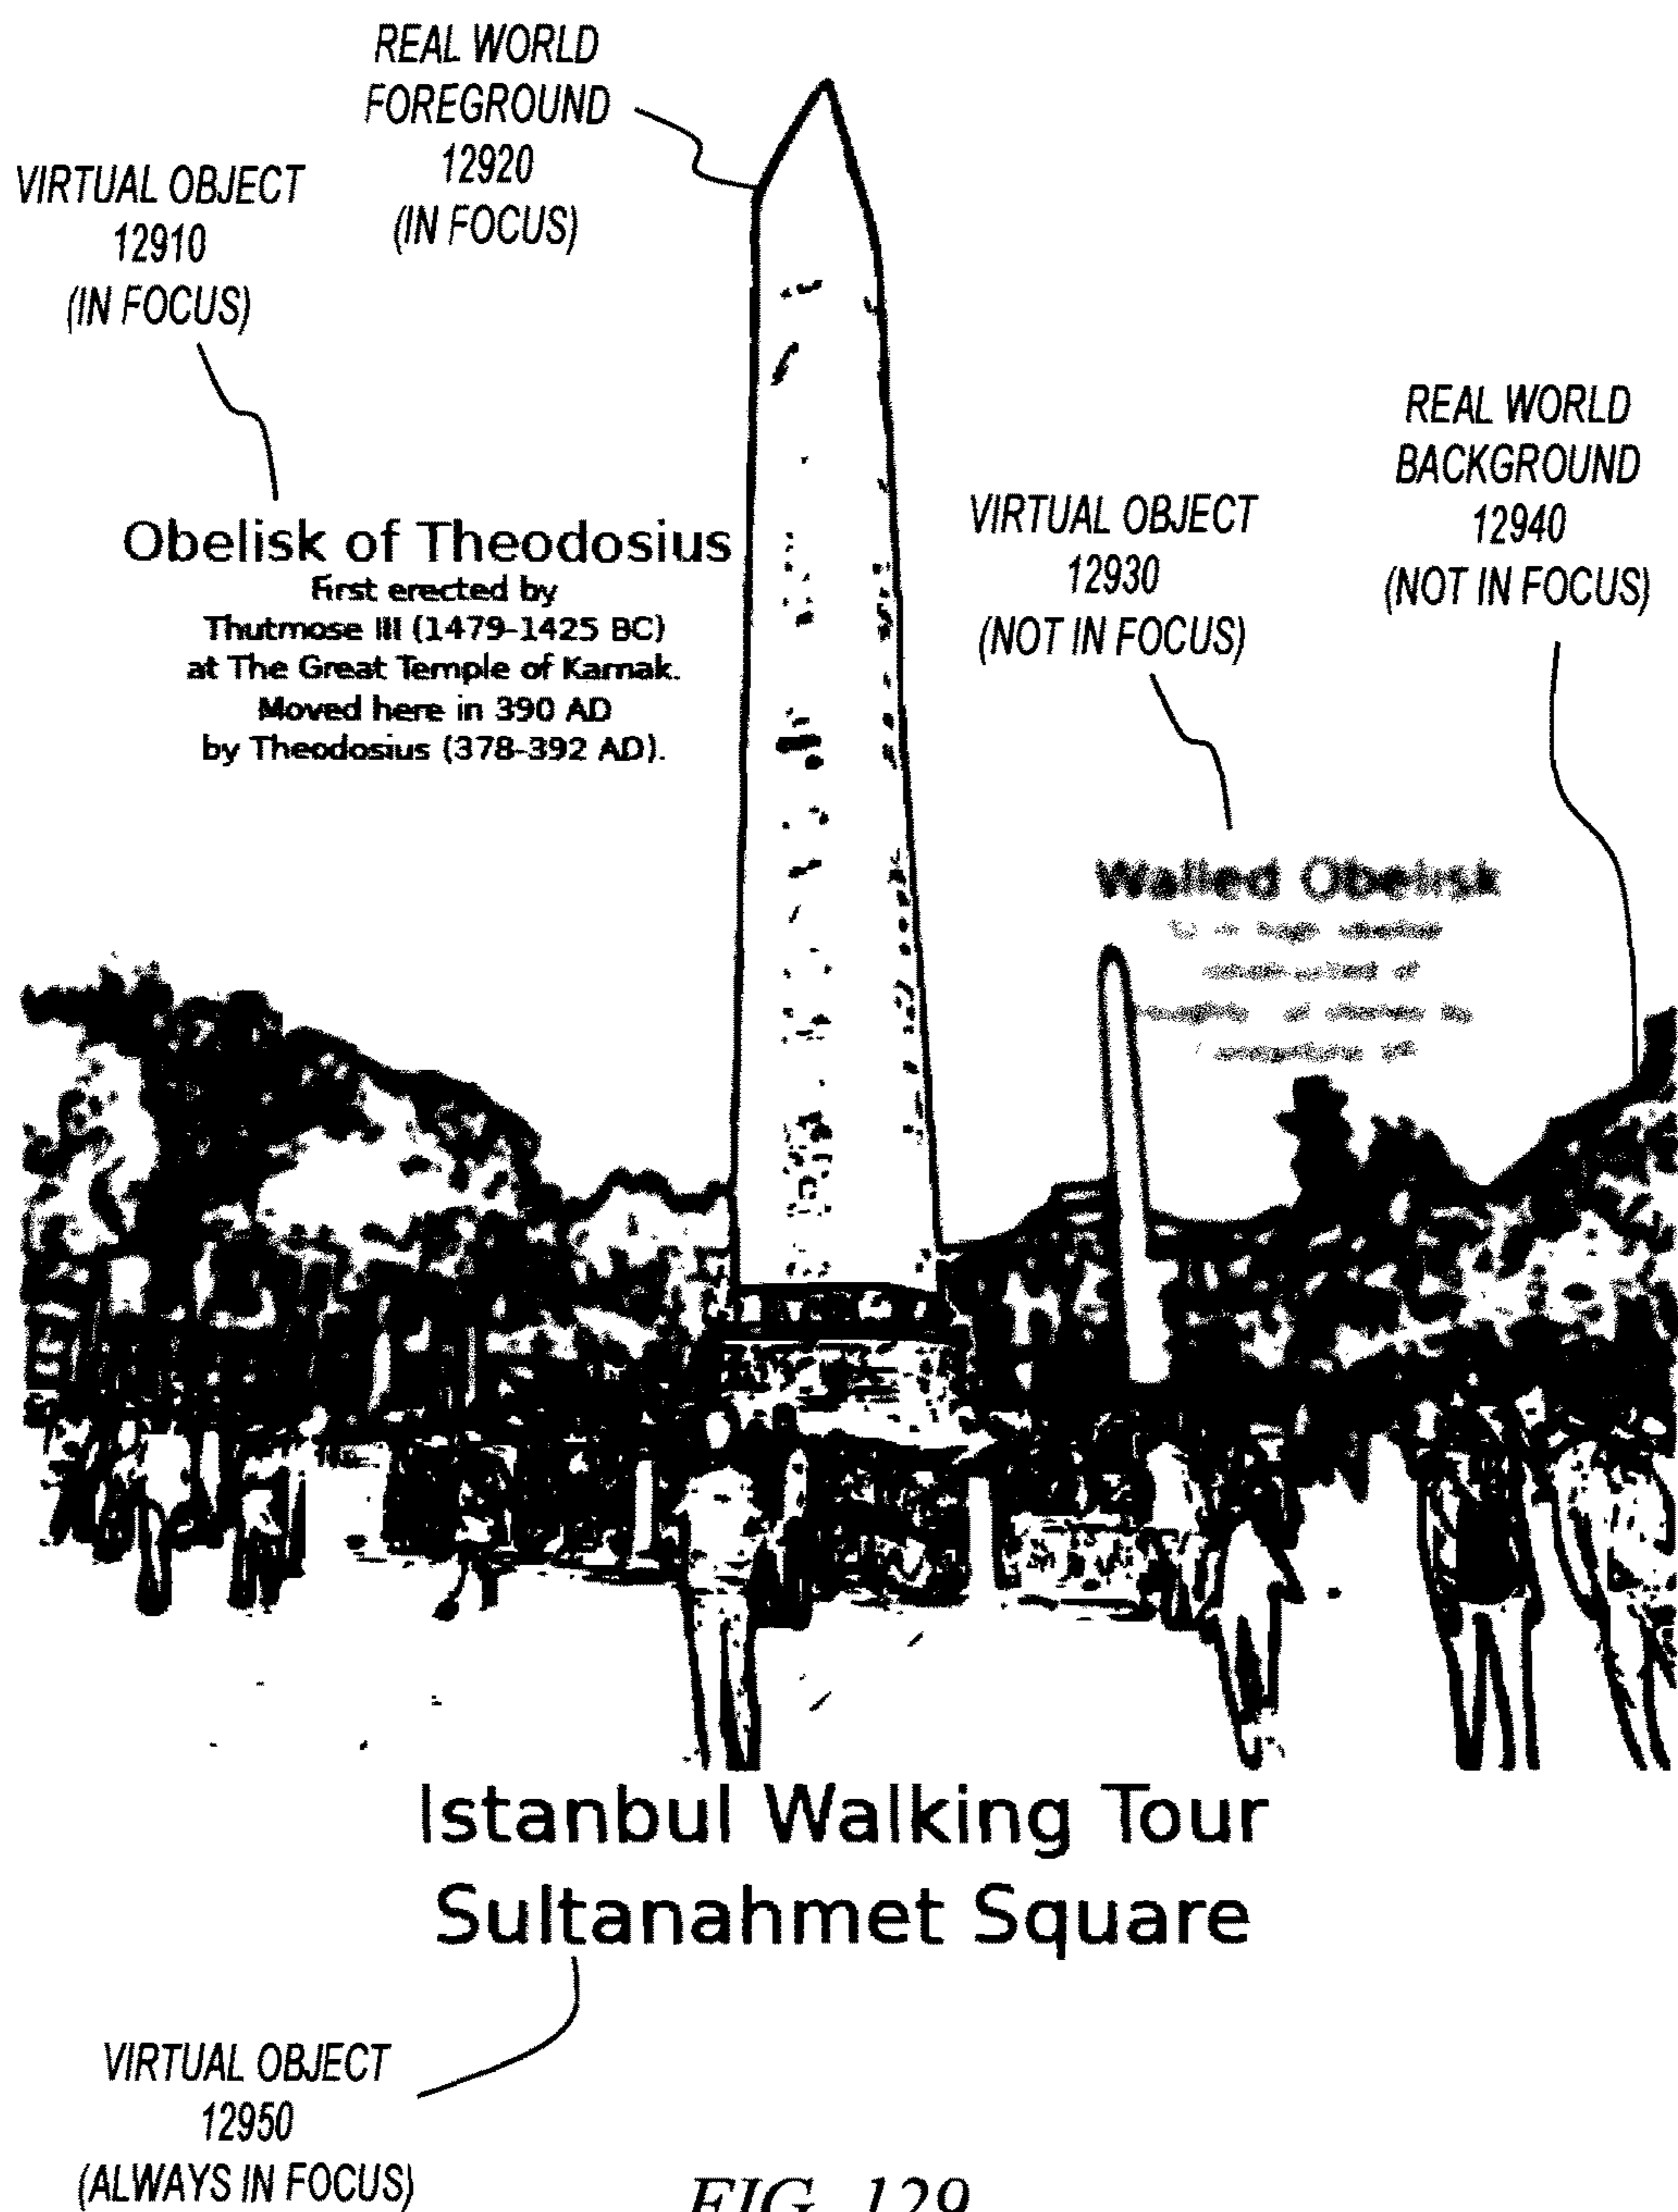 REAL WORLD
FOREGROUND
12920
(IN FOCUS)
VIRTUAL OBJECT
12910
(IN FOCUS)
REAL WORLD
BACKGROUND
12940
(NOT IN FOCUS)
VIRTUAL OBJECT
12930
(NOT IN FOCUS)
Obelisk of Theodosius
First erected by
Thutmose III (1479-1425 BC)
at The Great Temple of Karnak.
Moved here in 390 AD
by Theodosius (378-392 AD).
Walled Obelisk
Istanbul Walking Tour
Sultanahmet Square
VIRTUAL OBJECT
12950
(ALWAYS IN FOCUS)
FIG. 129